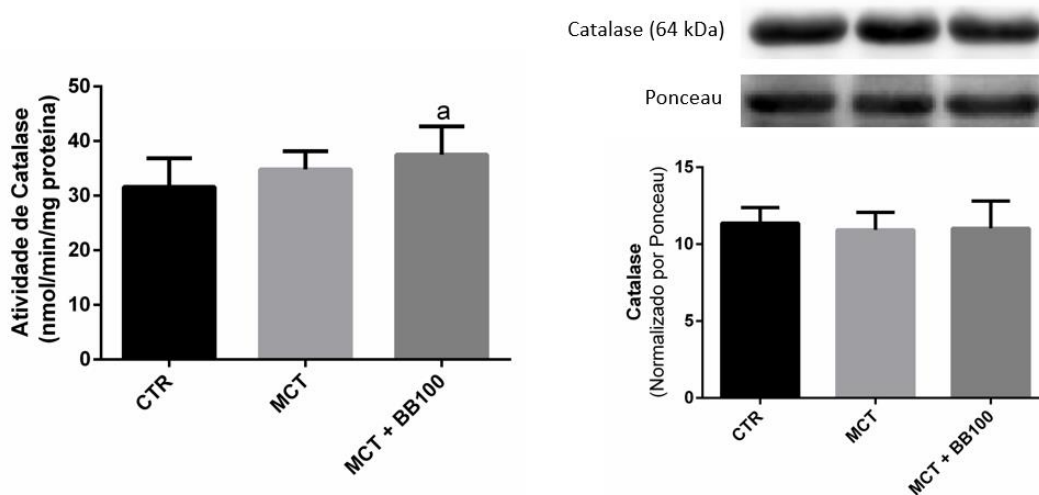 Atividade de Catalase
(nmol/min/mg proteína)
50
40
30
20
10
0
a
CTR
MCT
MCT + BB100
Catalase (64 kDa)
Ponceau
Catalase
(Normalizado por Ponceau)
15
10
5
0
CTR
MCT
MCT + BB100